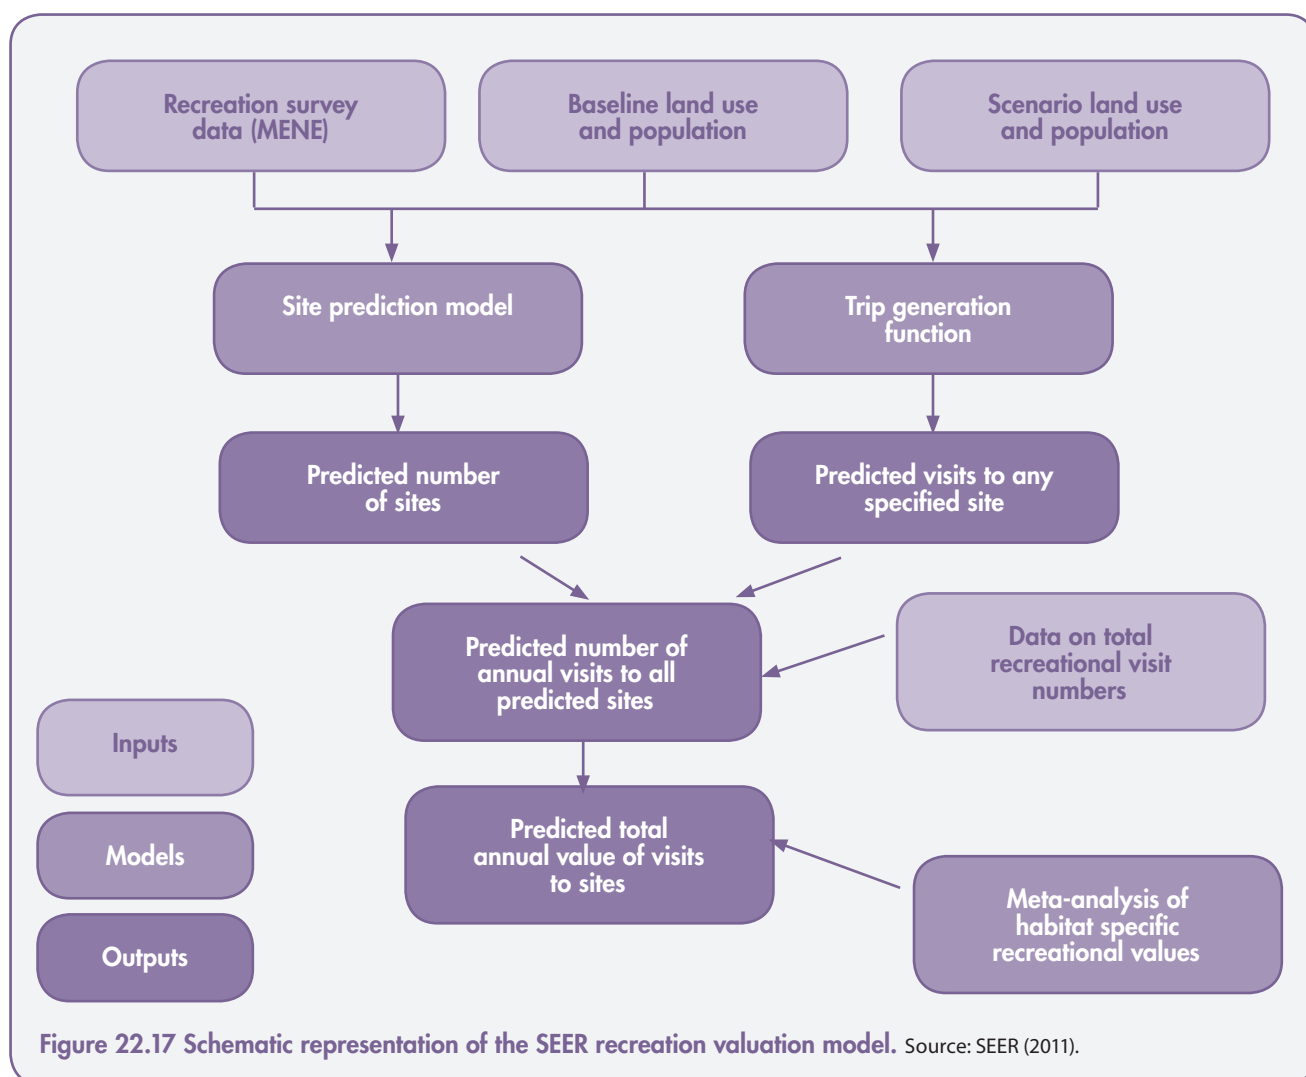 Recreation survey
data (MENE)
Baseline land use
and population
Scenario land use
and population
Site prediction model
Trip generation
function
Predicted number
of sites
Predicted visits to any
specified site
Predicted number of
annual visits to all
predicted sites
Data on total
recreational visit
numbers
Inputs
Models
Outputs
Predicted total
annual value of visits
to sites
Meta-analysis of
habitat specific
recreational values
Figure 22.17 Schematic representation of the SEER recreation valuation model. Source: SEER (2011).